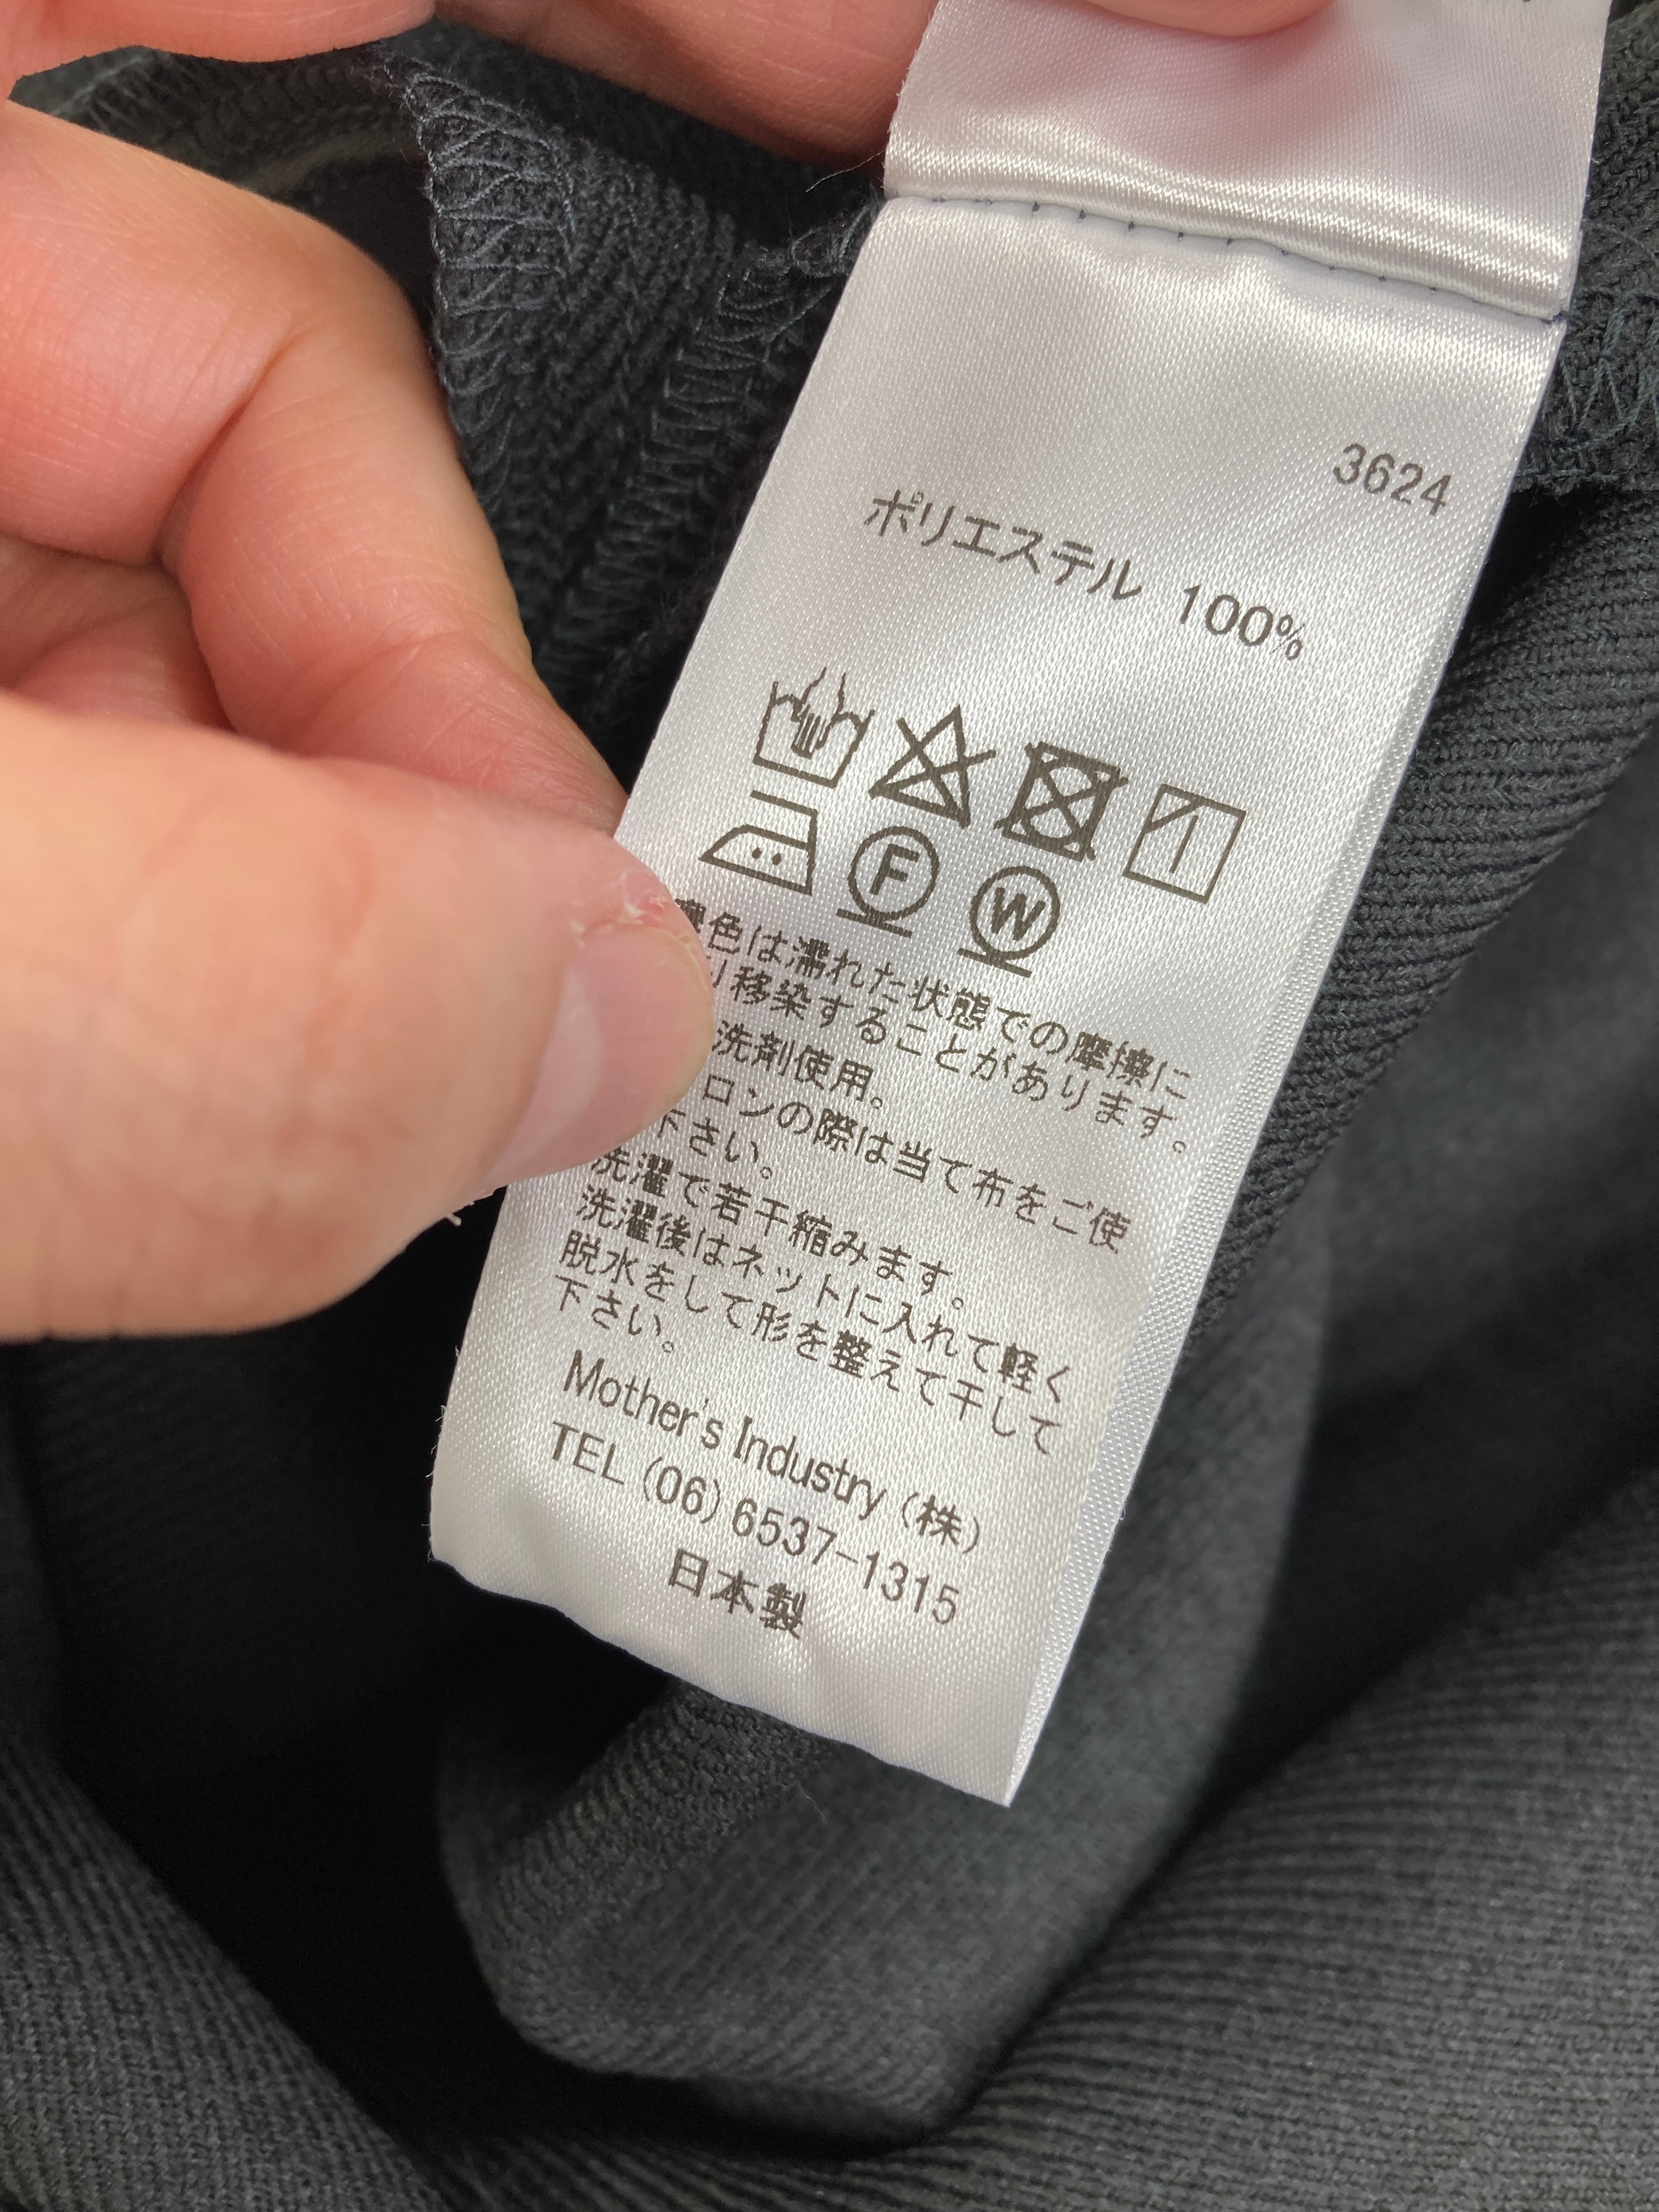 3624
ポリエステル 100%
F
W
色は濡れた状態での摩擦に
り移染することがあります。
洗剤使用。
ロンの際は当て布をご使
下さい。
洗濯で若干縮みます。
洗濯後はネットに入れて軽く
脱水をして形を整えて干して
下さい。
Mother's Industry (株)
TEL (06) 6537-1315
日本製